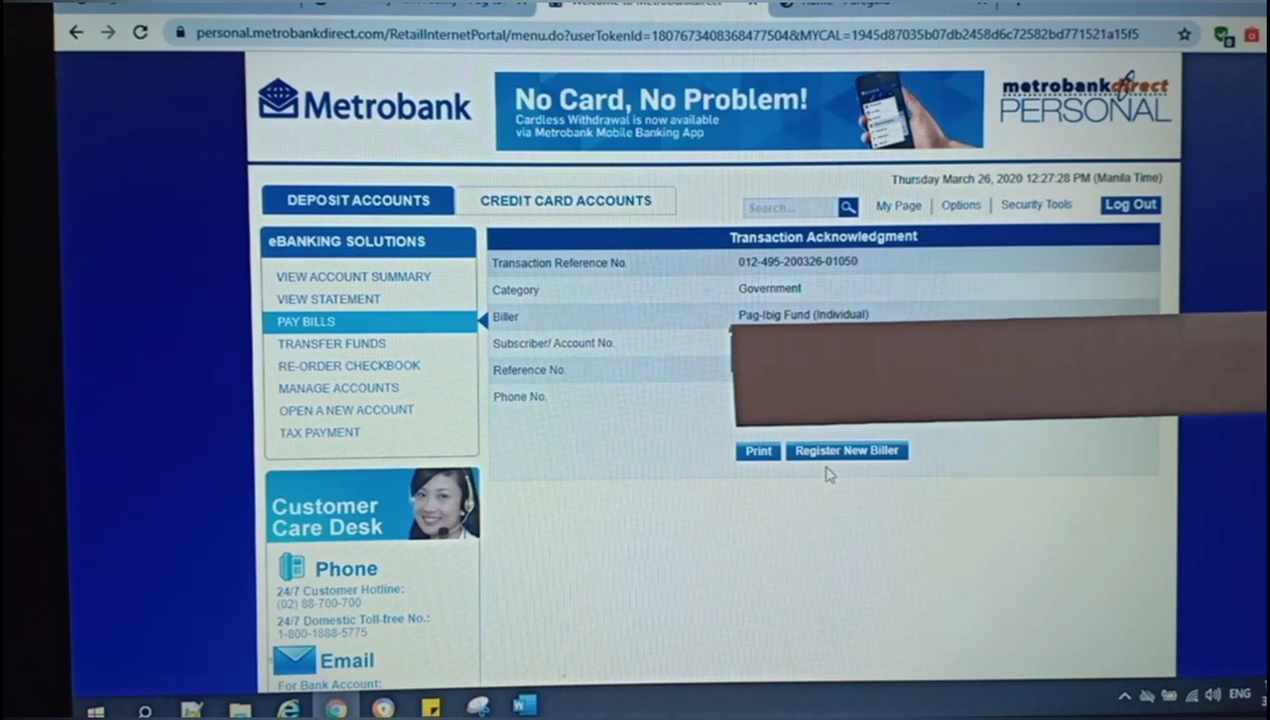 personal.metrobankdirect.com/RetailInternetPortal/menu.do?userTokenId=180767340836847750​4&MYCAL=1945d87035b07db2458d6c72582bd771521a15f5
Metrobank
No Card, No Problem!
Cardless Withdrawal is now available
via Metrobank Mobile Banking App
metrobankdirect
PERSONAL
Thursday March 26, 2020 12:27:28 PM (Manila Time)
DEPOSIT ACCOUNTS
CREDIT CARD ACCOUNTS
Search...
My Page
Options
Security Tools
Log Out
eBANKING SOLUTIONS
VIEW ACCOUNT SUMMARY
VIEW STATEMENT
PAY BILLS
TRANSFER FUNDS
RE-ORDER CHECKBOOK
MANAGE ACCOUNTS
OPEN A NEW ACCOUNT
TAX PAYMENT
Transaction Acknowledgment
Transaction Reference No. 012-495-200326-01050
Category Government
Biller Pag-Ibig Fund (Individual)
Subscriber/ Account No.
Reference No.
Phone No.
Print
Register New Biller
Customer
Care Desk
Phone
24/7 Customer Hotline:
(02) 88-700-700
24/7 Domestic Toll-free No.:
1-800-1888-5775
Email
For Bank Account:
ENG